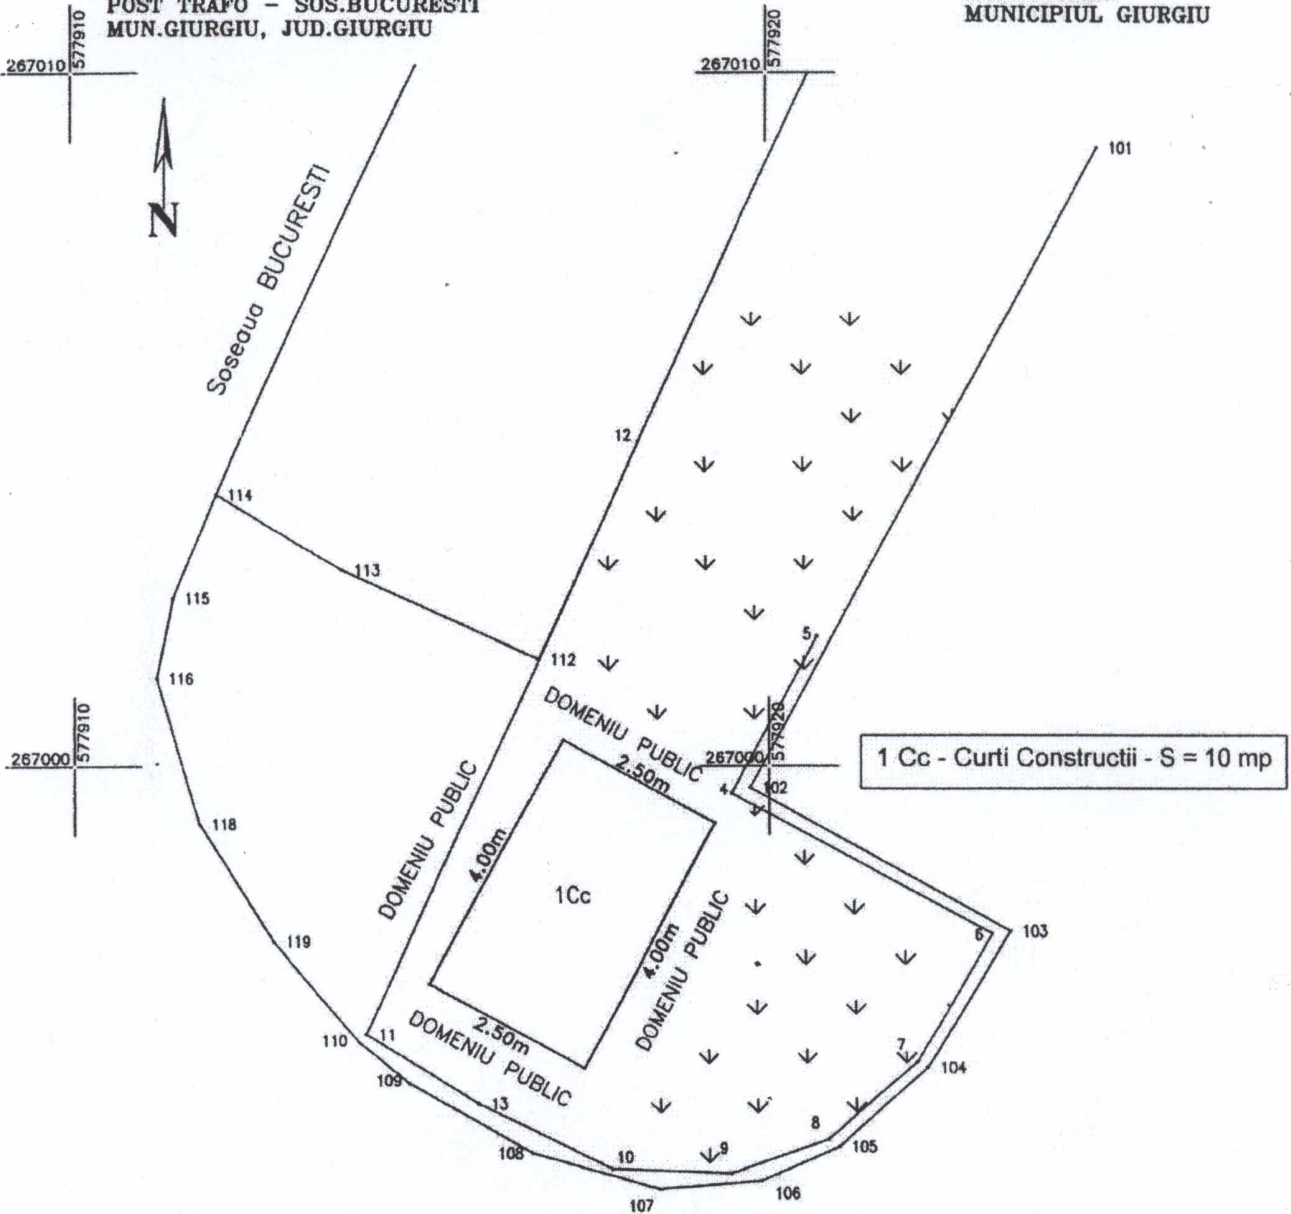 POST TRAFO - SOS.BUCURESTI
MUN.GIURGIU, JUD.GIURGIU
MUNICIPIUL GIURGIU
267010
577910
267010
577920
101
N
Soseaua BUCURESTI
12
114
113
115
5
112
116
DOMENIU PUBLIC
267000
577910
267000
577920
1 Cc - Curti Constructii - S = 10 mp
2.50m
4
102
118
DOMENIU PUBLIC
4.00m
1Cc
4.00m
DOMENIU PUBLIC
6
103
119
11
110
DOMENIU PUBLIC
2.50m
7
104
109
13
8
105
108
10
9
106
107